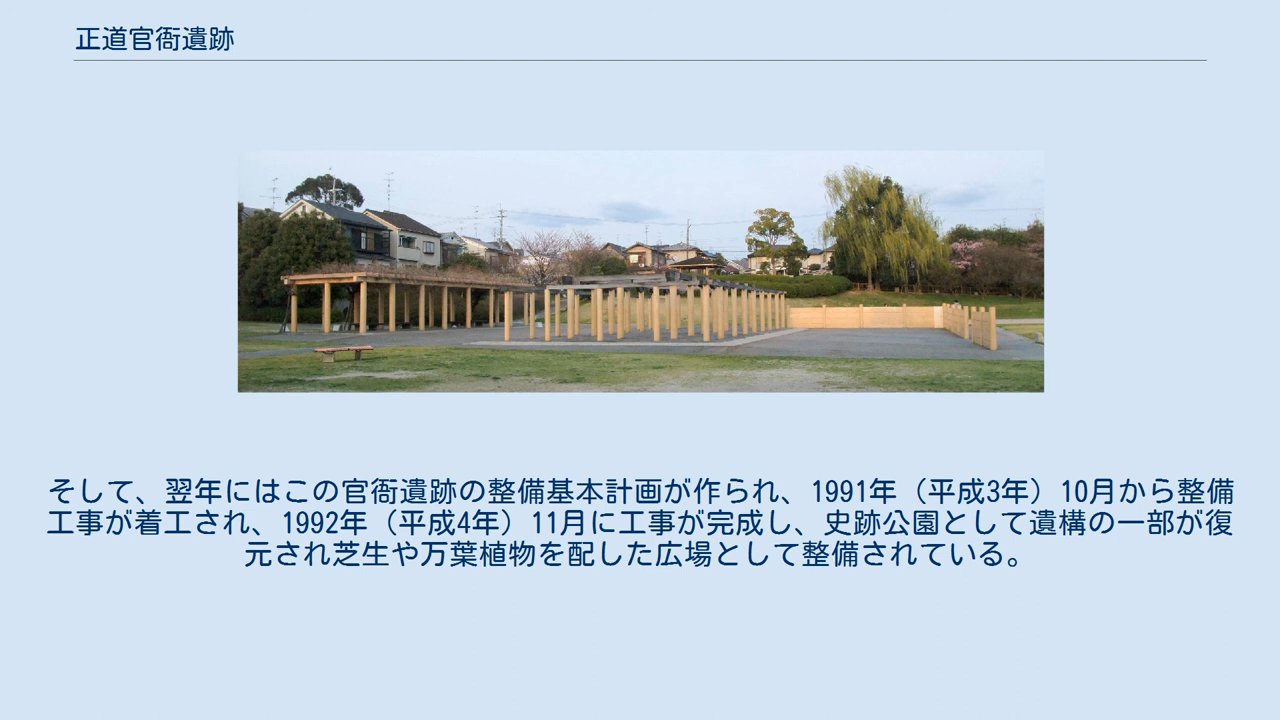 正道官衙遺跡
そして、翌年にはこの官衙遺跡の整備基本計画が作られ、1991年（平成3年）10月から整備
工事が着工され、1992年（平成4年）11月に工事が完成し、史跡公園として遺構の一部が復
元され芝生や万葉植物を配した広場として整備されている。